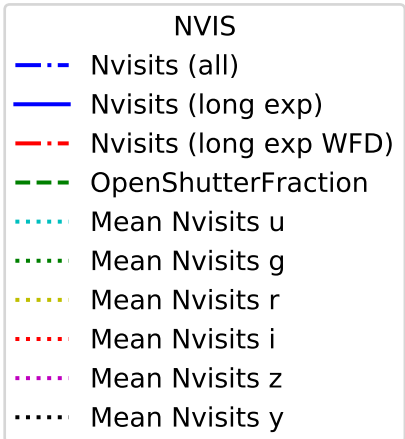 NVIS
Nvisits (all)
Nvisits (long exp)
Nvisits (long exp WFD)
OpenShutterFraction
Mean Nvisits u
Mean Nvisits g
Mean Nvisits r
Mean Nvisits i
Mean Nvisits z
Mean Nvisits y